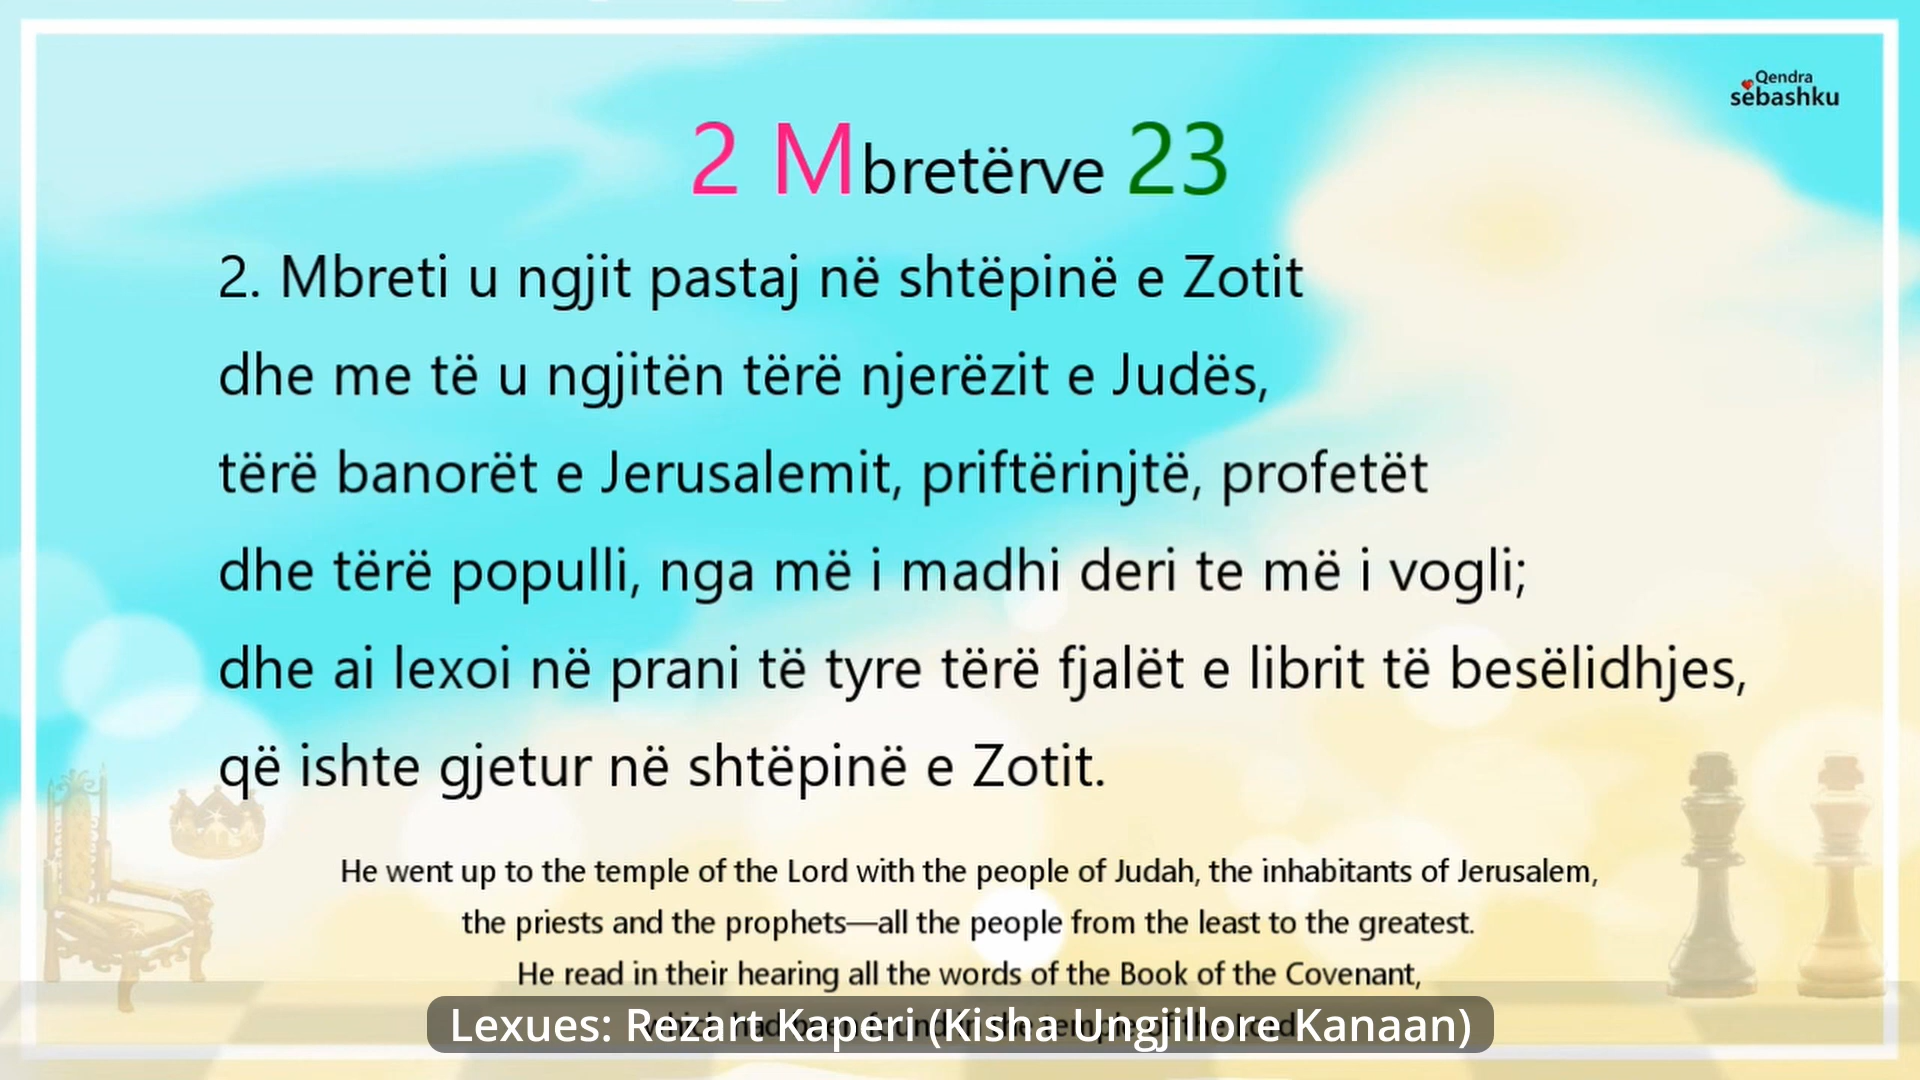 Qendra
sëbashku
2 Mbretërve 23
2. Mbreti u ngjit pastaj në shtëpinë e Zotit
dhe me të u ngjitën tërë njerëzit e Judës,
tërë banorët e Jerusalemit, priftërinjtë, profetët
dhe tërë populli, nga më i madhi deri te më i vogli;
dhe ai lexoi në prani të tyre tërë fjalët e librit të besëlidhjes,
që ishte gjetur në shtëpinë e Zotit.
He went up to the temple of the Lord with the people of Judah, the inhabitants of Jerusalem,
the priests and the prophets—all the people from the least to the greatest.
He read in their hearing all the words of the Book of the Covenant,
Lexues: Rezart Kapëri (Kisha Ungjillore Kanaan)